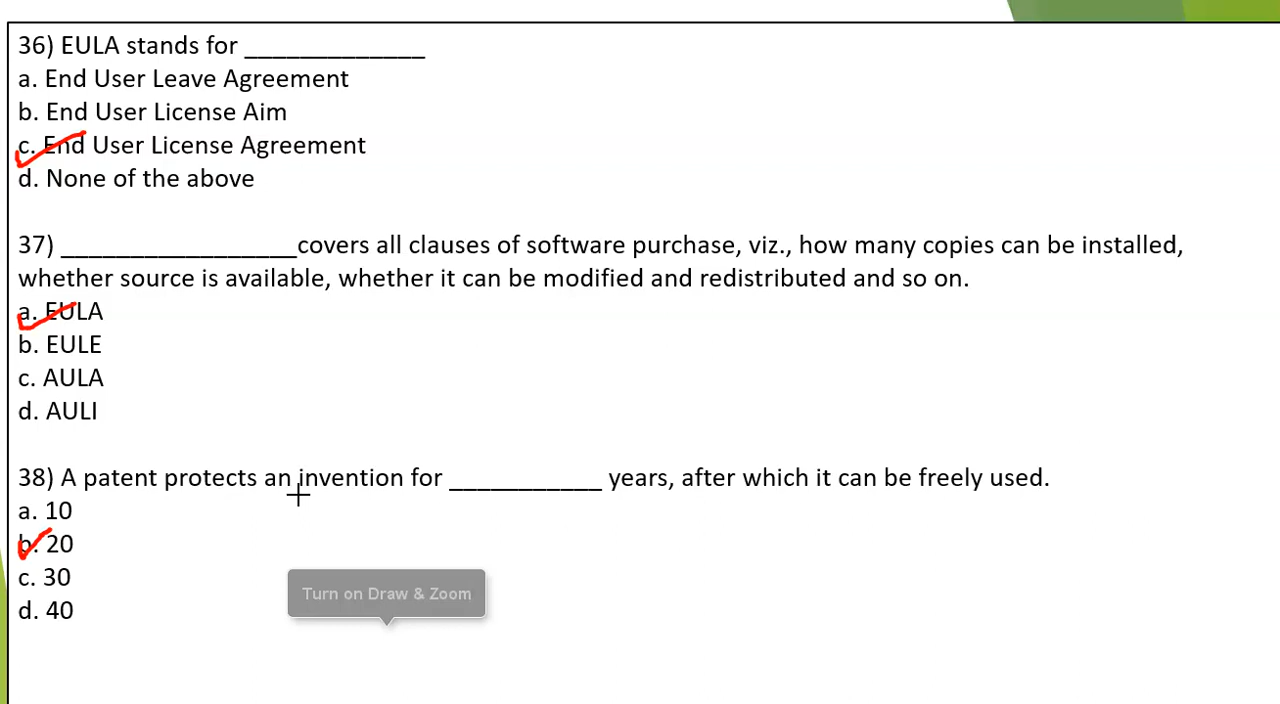 36) EULA stands for _____________
a. End User Leave Agreement
b. End User License Aim
c. End User License Agreement
d. None of the above
37) _________________covers all clauses of software purchase, viz., how many copies can be installed,
whether source is available, whether it can be modified and redistributed and so on.
a. EULA
b. EULE
c. AULA
d. AULI
38) A patent protects an invention for ___________ years, after which it can be freely used.
a. 10
b. 20
c. 30
d. 40
Turn on Draw & Zoom